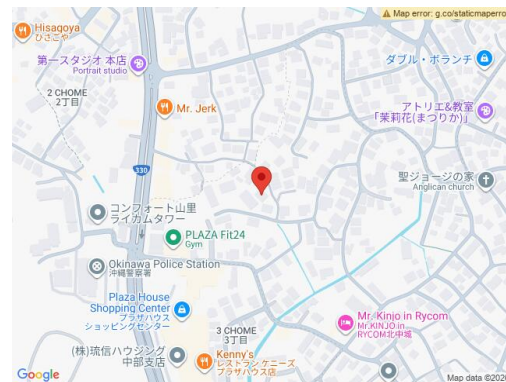 Map error: g.co/staticmaperro
Hisagoya
ひさごや
第一スタジオ 本店
Portrait studio
ダブル・ボランチ
2 CHOME
2丁目
Mr. Jerk
アトリエ&教室
「茉莉花(まつりか)」
330
聖ジョージの家
Anglican church
コンフォート山里
ライカムタワー
PLAZA Fit24
Gym
Okinawa Police Station
沖縄警察署
Plaza House
Shopping Center
プラザハウス
ショッピングセンター
Mr. Kinjo in Rycom
Mr.KINJO in
RYCOM北中城
3 CHOME
3丁目
(株)琉信ハウジング
中部支店
Kenny's
レストラン ケニーズ
プラザハウス店
Google
Map data ©2026